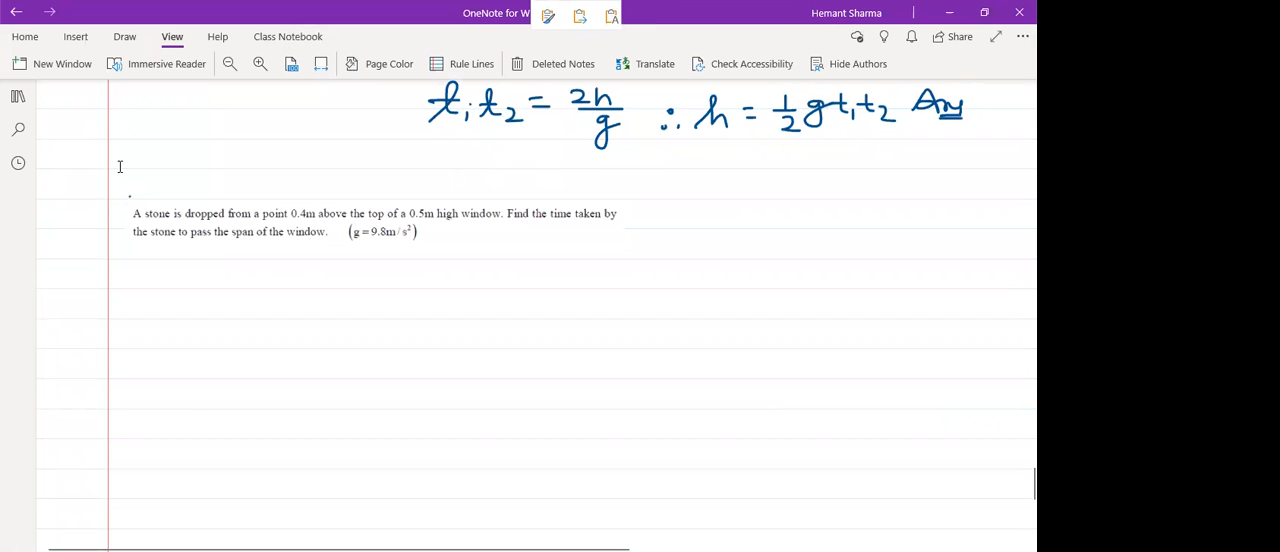 OneNote for W
Hemant Sharma
Home Insert Draw View Help Class Notebook Share
New Window Immersive Reader Page Color Rule Lines Deleted Notes Translate Check Accessibility Hide Authors
t₁t₂ = 2h/g ∴ h = 1/2 gt₁t₂ Ans
A stone is dropped from a point 0.4m above the top of a 0.5m high window. Find the time taken by
the stone to pass the span of the window. (g = 9.8m/s²)